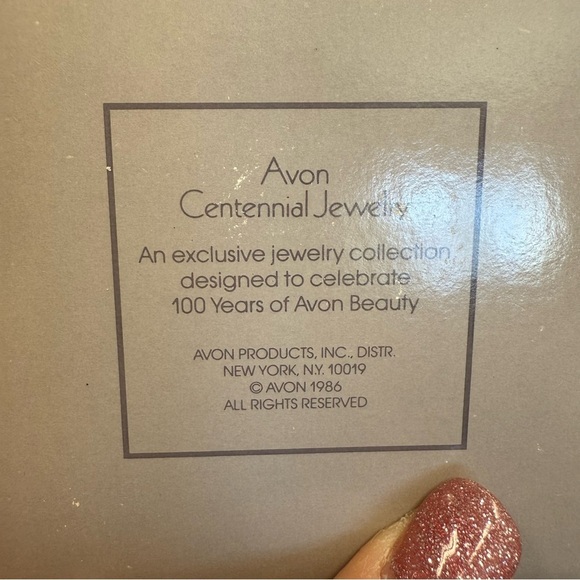 Avon
Centennial Jewelry
An exclusive jewelry collection,
designed to celebrate
100 Years of Avon Beauty
AVON PRODUCTS, INC., DISTR.
NEW YORK, N.Y. 10019
© AVON 1986
ALL RIGHTS RESERVED